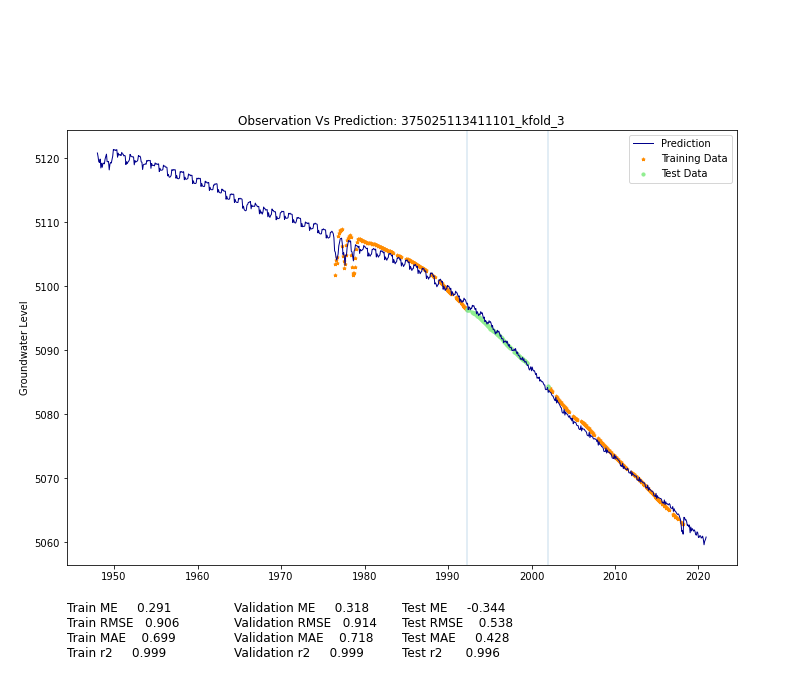 Observation Vs Prediction: 375025113411101_kfold_3
Prediction
Training Data
Test Data
Groundwater Level
5120
5110
5100
5090
5080
5070
5060
1950 1960 1970 1980 1990 2000 2010 2020
Train ME 0.291 Validation ME 0.318 Test ME -0.344
Train RMSE 0.906 Validation RMSE 0.914 Test RMSE 0.538
Train MAE 0.699 Validation MAE 0.718 Test MAE 0.428
Train r2 0.999 Validation r2 0.999 Test r2 0.996